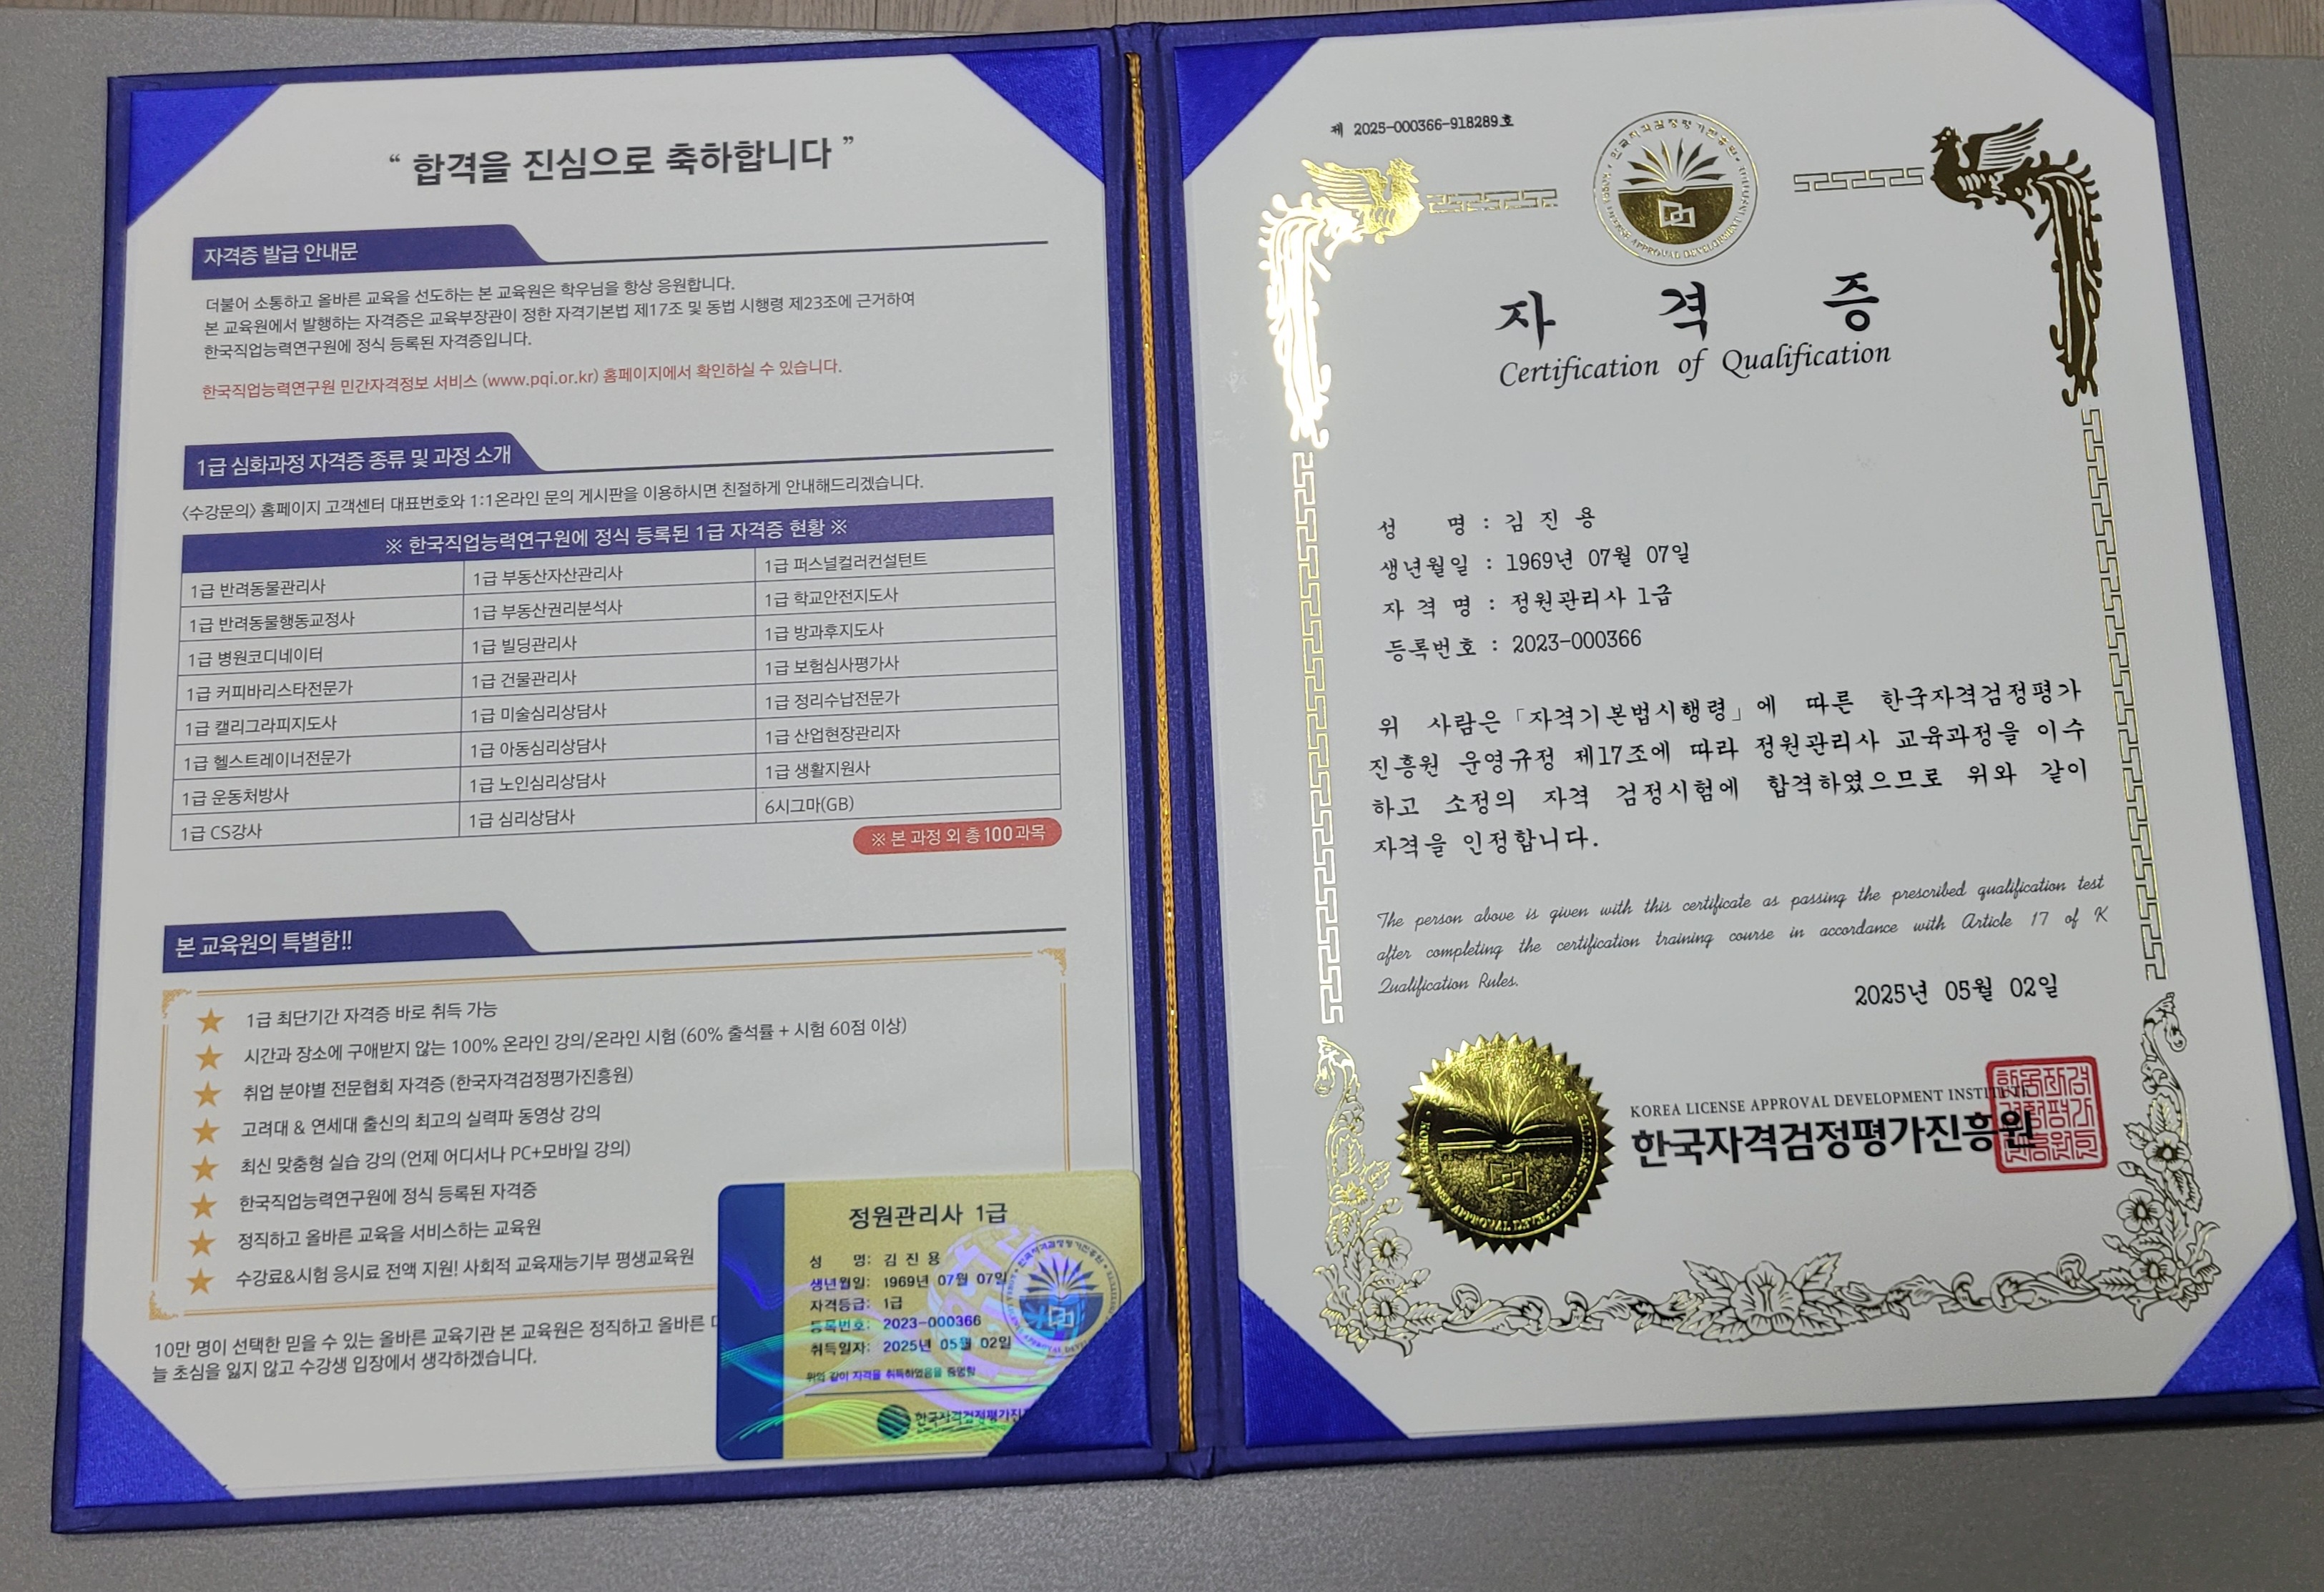 “ 합격을 진심으로 축하합니다 ”
자격증 발급 안내문
더불어 소통하고 올바른 교육을 선도하는 본 교육원은 학우님을 항상 응원합니다.
본 교육원에서 발행하는 자격증은 교육부장관이 정한 자격기본법 제17조 및 동법 시행령 제23조에 근거하여
한국직업능력연구원에 정식 등록된 자격증입니다.
한국직업능력연구원 민간자격정보 서비스 (www.pqi.or.kr) 홈페이지에서 확인하실 수 있습니다.
1급 심화과정 자격증 종류 및 과정 소개
<수강문의> 홈페이지 고객센터 대표번호와 1:1온라인 문의 게시판을 이용하시면 친절하게 안내해드리겠습니다.
※ 한국직업능력연구원에 정식 등록된 1급 자격증 현황 ※
1급 반려동물관리사 1급 부동산자산관리사 1급 퍼스널컬러컨설턴트
1급 반려동물행동교정사 1급 부동산권리분석사 1급 학교안전지도사
1급 병원코디네이터 1급 빌딩관리사 1급 방과후지도사
1급 커피바리스타전문가 1급 건물관리사 1급 보험심사평가사
1급 캘리그라피지도사 1급 미술심리상담사 1급 정리수납전문가
1급 헬스트레이너전문가 1급 아동심리상담사 1급 산업현장관리자
1급 운동처방사 1급 노인심리상담사 1급 생활지원사
1급 CS강사 1급 심리상담사 6시그마(GB)
※ 본 과정 외 총 100과목
본 교육원의 특별함!!
1급 최단기간 자격증 바로 취득 가능
시간과 장소에 구애받지 않는 100% 온라인 강의/온라인 시험 (60% 출석률 + 시험 60점 이상)
취업 분야별 전문협회 자격증 (한국자격검정평가진흥원)
고려대 & 연세대 출신의 최고의 실력파 동영상 강의
최신 맞춤형 실습 강의 (언제 어디서나 PC+모바일 강의)
한국직업능력연구원에 정식 등록된 자격증
정직하고 올바른 교육을 서비스하는 교육원
수강료&시험 응시료 전액 지원! 사회적 교육재능기부 평생교육원
10만 명이 선택한 믿을 수 있는 올바른 교육기관 본 교육원은 정직하고 올바른
늘 초심을 잃지 않고 수강생 입장에서 생각하겠습니다.
정원관리사 1급
성 명: 김 진 용
생년월일: 1969년 07월 07일
자격등급: 1급
등록번호: 2023-000366
취득일자: 2025년 05월 02일
위와 같이 자격을 취득하였음을 증명함
한국자격검정평가진
제 2025-000366-918289호
자 격 증
Certification of Qualification
성 명 : 김 진 용
생년월일 : 1969년 07월 07일
자 격 명 : 정원관리사 1급
등록번호 : 2023-000366
위 사람은「자격기본법시행령」에 따른 한국자격검정평가
진흥원 운영규정 제17조에 따라 정원관리사 교육과정을 이수
하고 소정의 자격 검정시험에 합격하였으므로 위와 같이
자격을 인정합니다.
The person above is given with this certificate as passing the prescribed qualification test
after completing the certification training course in accordance with Article 17 of K
Qualification Rules.
2025년 05월 02일
KOREA LICENSE APPROVAL DEVELOPMENT INSTITUTE
한국자격검정평가진흥원